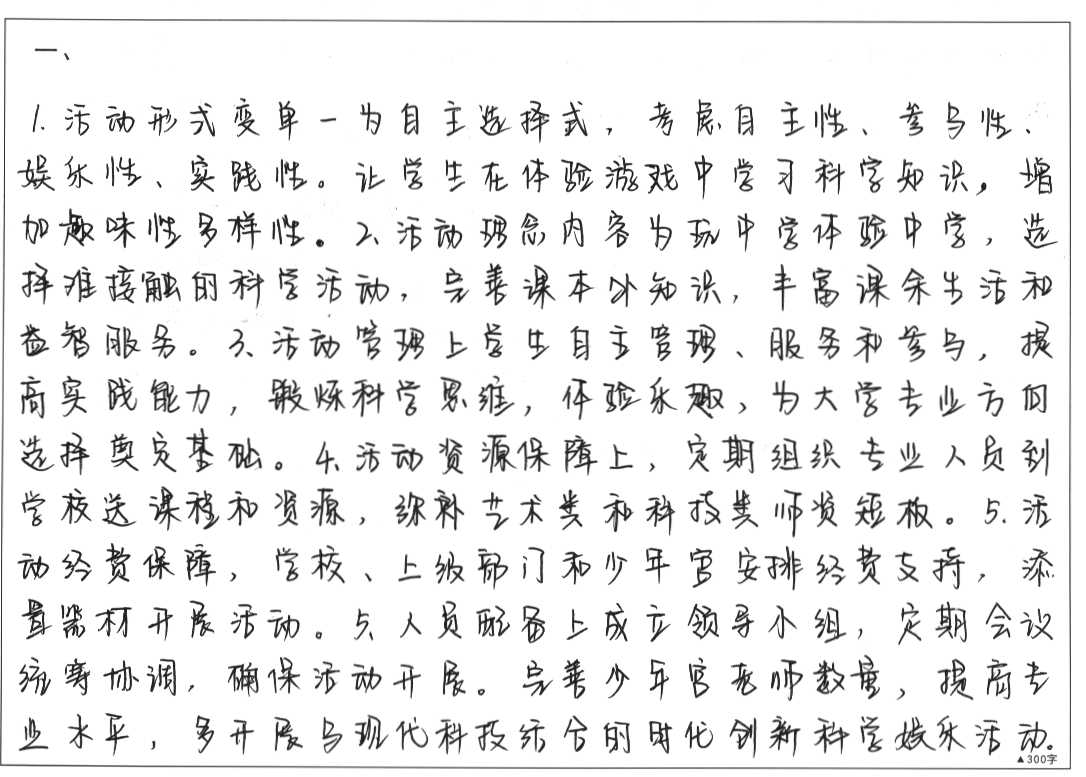 一、
1.活动形式变单一为自主选择式，考虑自主性、参与性、
娱乐性、实践性。让学生在体验游戏中学习科学知识，增
加趣味性多样性。2、活动理念内容为玩中学体验中学，选
择难接触的科学活动，完善课本外知识，丰富课余生活和
益智服务。3、活动管理上学生自主管理、服务和参与，提
高实践能力，锻炼科学思维，体验乐趣，为大学专业方向
选择奠定基础。4、活动资源保障上，定期组织专业人员到
学校送课程和资源，弥补艺术类和科技类师资短板。5.活
动经费保障，学校、上级部门和少年宫安排经费支持，添
置器材开展活动。5、人员配备上成立领导小组，定期会议
统筹协调，确保活动开展。完善少年宫老师数量，提高专
业水平，多开展与现代科技结合的时代创新科学娱乐活动。
▲300字